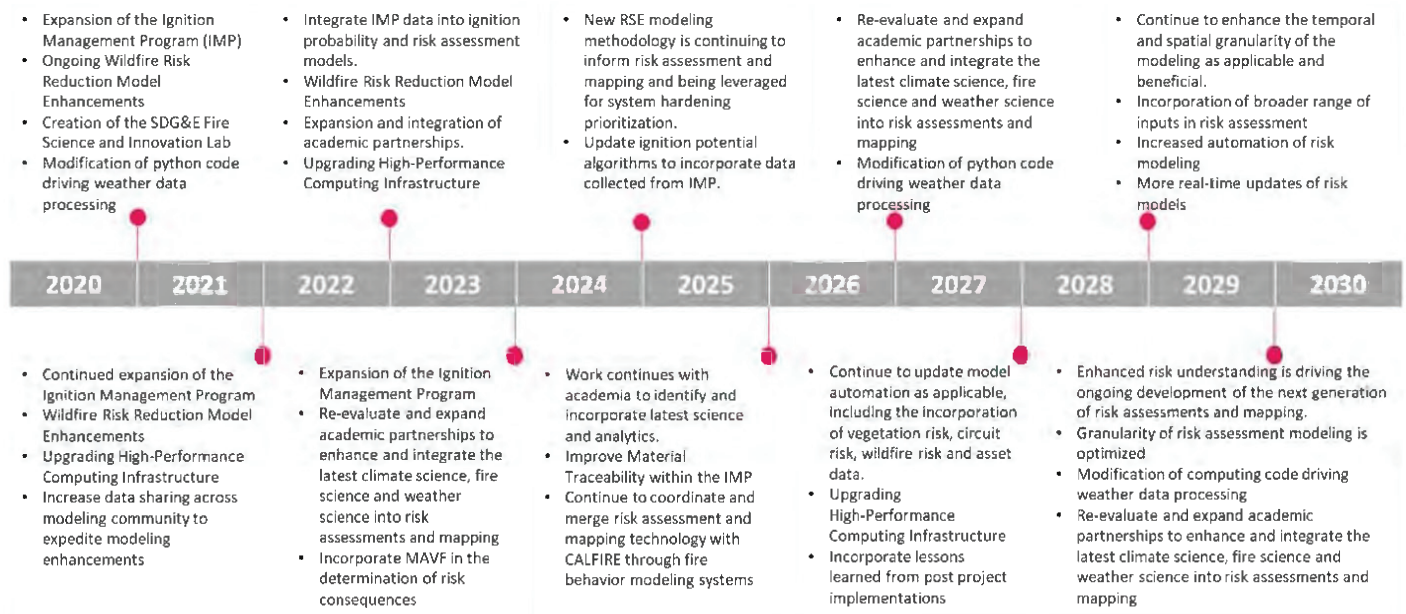 • Expansion of the Ignition
Management Program (IMP)
• Ongoing Wildfire Risk
Reduction Model
Enhancements
• Creation of the SDG&E Fire
Science and Innovation Lab
• Modification of python code
driving weather data
processing
• Integrate IMP data into ignition
probability and risk assessment
models.
• Wildfire Risk Reduction Model
Enhancements
• Expansion and integration of
academic partnerships.
• Upgrading High-Performance
Computing Infrastructure
• New RSE modeling
methodology is continuing to
inform risk assessment and
mapping and being leveraged
for system hardening
prioritization.
• Update ignition potential
algorithms to incorporate data
collected from IMP.
• Re-evaluate and expand
academic partnerships to
enhance and integrate the
latest climate science, fire
science and weather science
into risk assessments and
mapping
• Modification of python code
driving weather data
processing
• Continue to enhance the temporal
and spatial granularity of the
modeling as applicable and
beneficial.
• Incorporation of broader range of
inputs in risk assessment
• Increased automation of risk
modeling
• More real-time updates of risk
models
2020 2021 2022 2023 2024 2025 2026 2027 2028 2029 2030
• Continued expansion of the
Ignition Management Program
• Wildfire Risk Reduction Model
Enhancements
• Upgrading High-Performance
Computing Infrastructure
• Increase data sharing across
modeling community to
expedite modeling
enhancements
• Expansion of the Ignition
Management Program
• Re-evaluate and expand
academic partnerships to
enhance and integrate the
latest climate science, fire
science and weather
science into risk
assessments and mapping
• Incorporate MAVF in the
determination of risk
consequences
• Work continues with
academia to identify and
incorporate latest science
and analytics.
• Improve Material
Traceability within the IMP
• Continue to coordinate and
merge risk assessment and
mapping technology with
CALFIRE through fire
behavior modeling systems
• Continue to update model
automation as applicable,
including the incorporation
of vegetation risk, circuit
risk, wildfire risk and asset
data.
• Upgrading
High-Performance
Computing Infrastructure
• Incorporate lessons
learned from post project
implementations
• Enhanced risk understanding is driving the
ongoing development of the next generation
of risk assessments and mapping.
• Granularity of risk assessment modeling is
optimized
• Modification of computing code driving
weather data processing
• Re-evaluate and expand academic
partnerships to enhance and integrate the
latest climate science, fire science and
weather science into risk assessments and
mapping